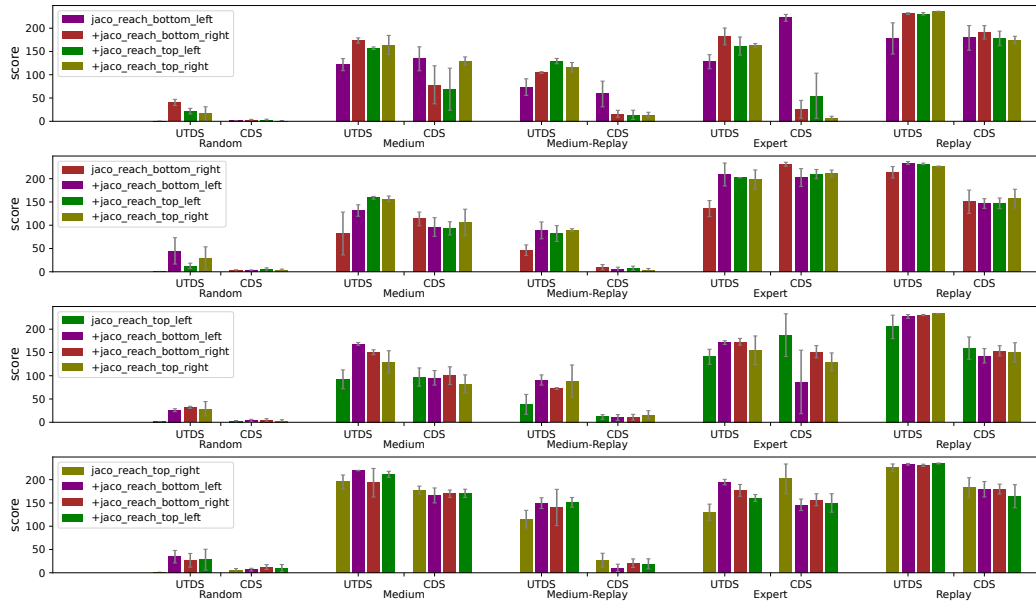 score
200
150
100
50
0
jaco_reach_bottom_left
+jaco_reach_bottom_right
+jaco_reach_top_left
+jaco_reach_top_right
UTDS CDS UTDS CDS UTDS CDS UTDS CDS UTDS CDS
Random Medium Medium-Replay Expert Replay
score
200
150
100
50
0
jaco_reach_bottom_right
+jaco_reach_bottom_left
+jaco_reach_top_left
+jaco_reach_top_right
UTDS CDS UTDS CDS UTDS CDS UTDS CDS UTDS CDS
Random Medium Medium-Replay Expert Replay
score
200
150
100
50
0
jaco_reach_top_left
+jaco_reach_bottom_left
+jaco_reach_bottom_right
+jaco_reach_top_right
UTDS CDS UTDS CDS UTDS CDS UTDS CDS UTDS CDS
Random Medium Medium-Replay Expert Replay
score
200
150
100
50
0
jaco_reach_top_right
+jaco_reach_bottom_left
+jaco_reach_bottom_right
+jaco_reach_top_left
UTDS CDS UTDS CDS UTDS CDS UTDS CDS UTDS CDS
Random Medium Medium-Replay Expert Replay